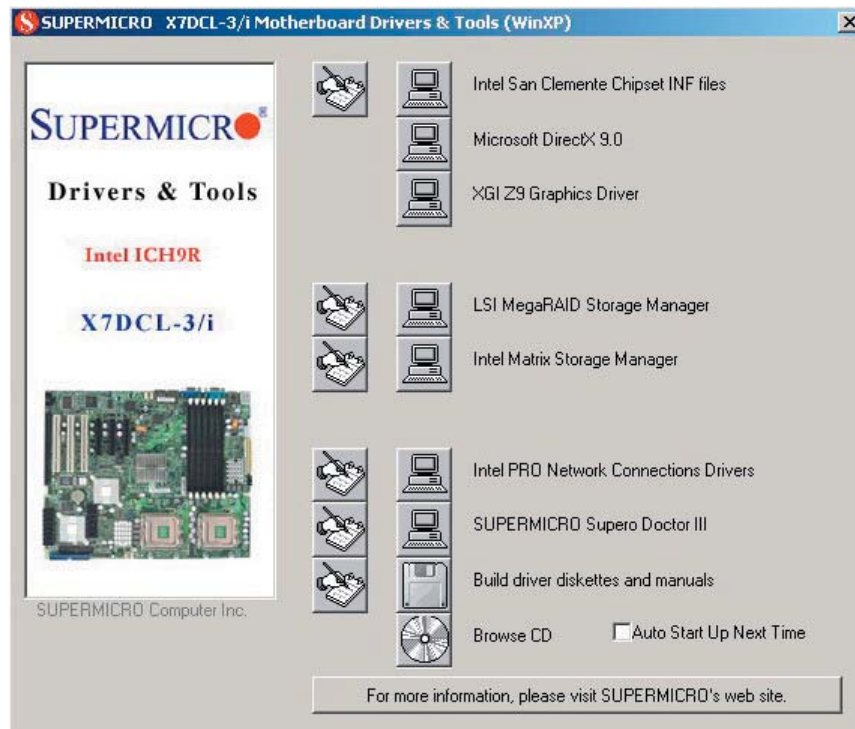 SUPERMICRO X7DCL-3/i Motherboard Drivers & Tools (WinXP)
SUPERMICRO®
Drivers & Tools
Intel ICH9R
X7DCL-3/i
SUPERMICRO Computer Inc.
Intel San Clemente Chipset INF files
Microsoft DirectX 9.0
XGI Z9 Graphics Driver
LSI MegaRAID Storage Manager
Intel Matrix Storage Manager
Intel PRO Network Connections Drivers
SUPERMICRO Supero Doctor III
Build driver diskettes and manuals
Browse CD
Auto Start Up Next Time
For more information, please visit SUPERMICRO's web site.